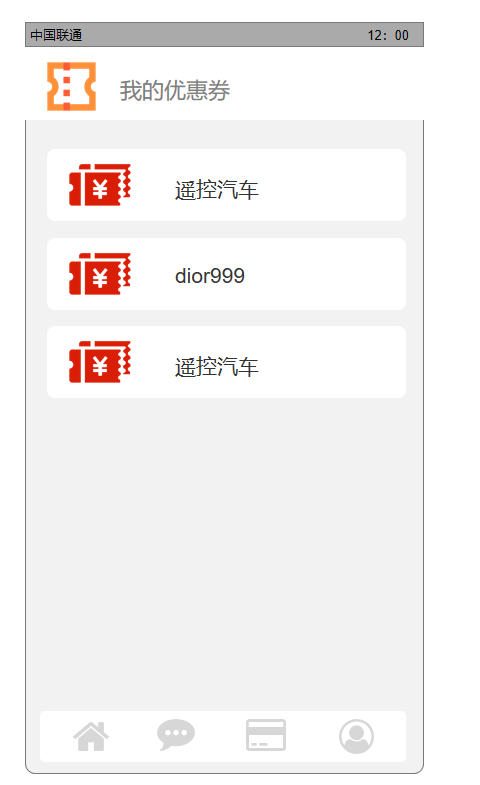 中国联通 12：00
我的优惠券
¥ 遥控汽车
¥ dior999
¥ 遥控汽车